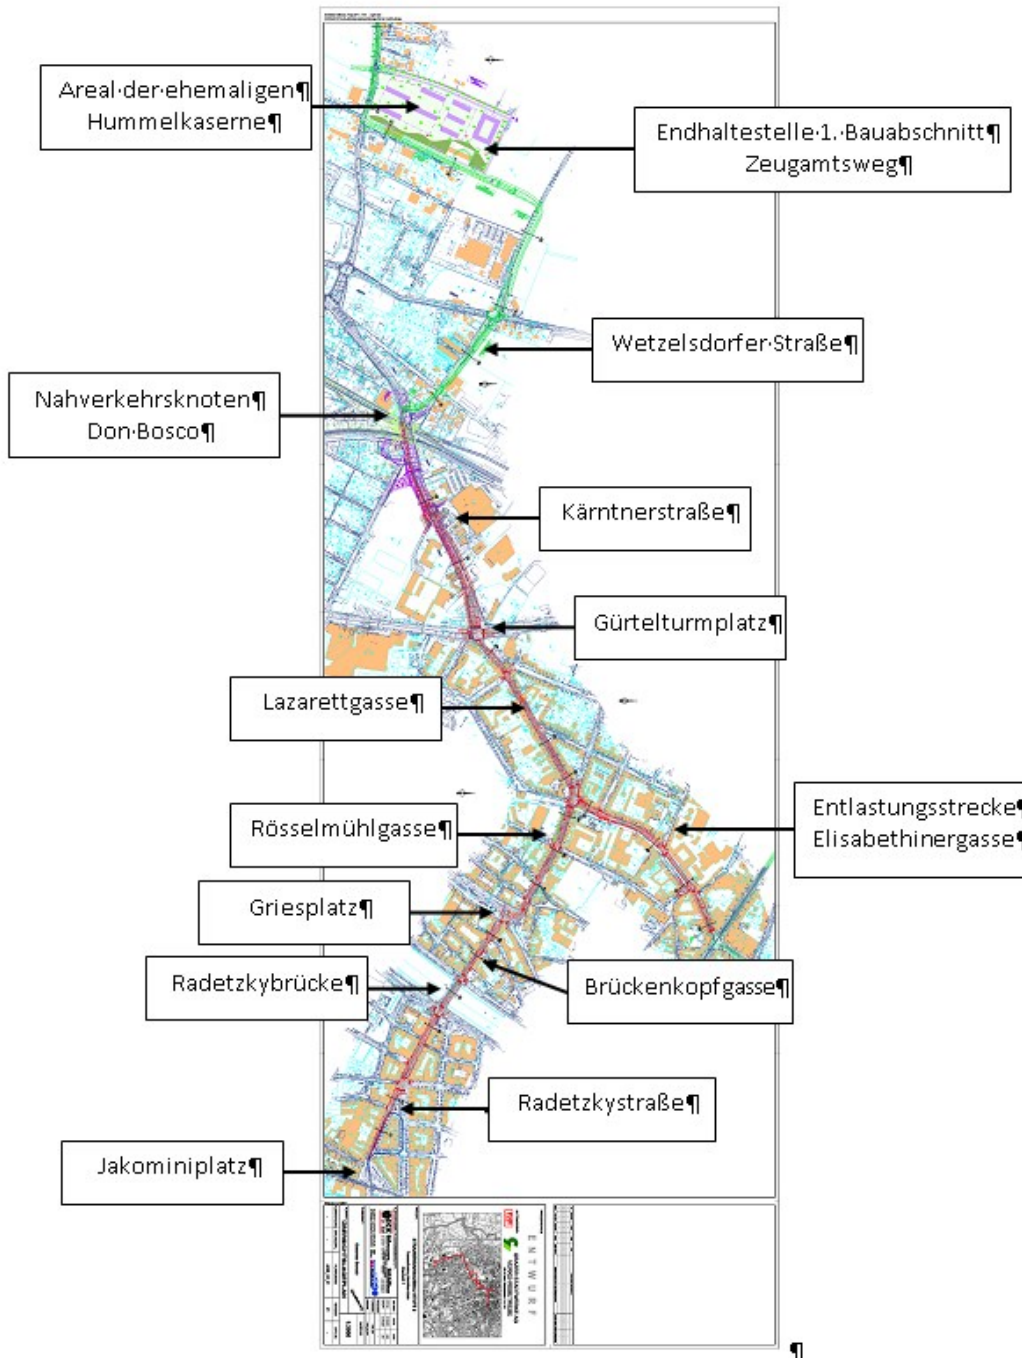 Areal·der·ehemaligen¶
Hummelkaserne¶
Endhaltestelle·1.·Bauabschnitt¶
Zeugamtsweg¶
Wetzelsdorfer·Straße¶
Nahverkehrsknoten¶
Don·Bosco¶
Kärntnerstraße¶
Gürtelturmplatz¶
Lazarettgasse¶
Entlastungsstrecke¶
Elisabethinergasse¶
Rösselmühlgasse¶
Griesplatz¶
Radetzkybrücke¶
Brückenkopfgasse¶
Radetzkystraße¶
Jakominiplatz¶
ENTWURF
¶